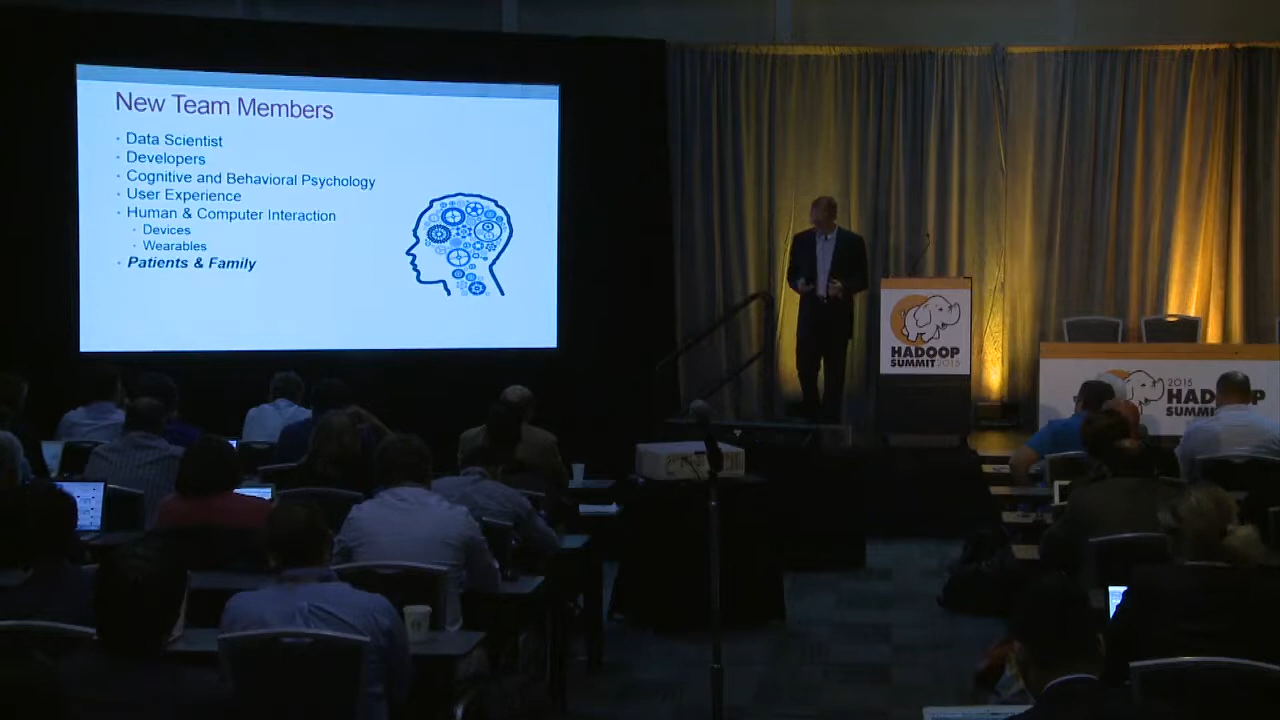 New Team Members
• Data Scientist
• Developers
• Cognitive and Behavioral Psychology
• User Experience
• Human & Computer Interaction
• Devices
• Wearables
• Patients & Family
HADOOP
SUMMIT 2015
2015
HADOOP
SUMMIT